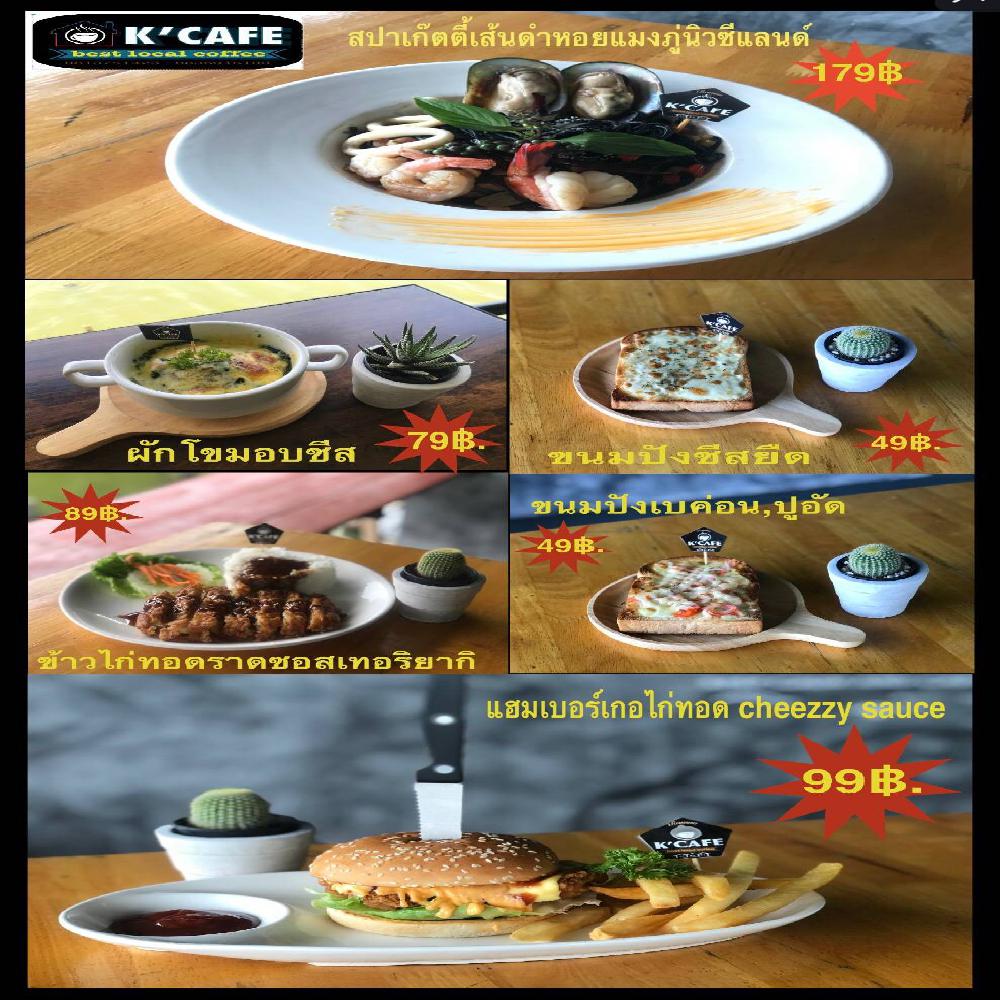 K'CAFE
best local coffee
สปาเก๊ตตี้เส้นดำหอยแมงภู่นิวซีแลนด์
179฿
K'CAFE
ผักโขมอบชีส
79฿.
K'CAFE
ขนมปังชีสยืด
49฿.
89฿.
K'CAFE
ข้าวไก่ทอดราดซอสเทอริยากิ
ขนมปังเบค่อน,ปูอัด
49฿.
K'CAFE
แฮมเบอร์เกอไก่ทอด cheezzy sauce
99฿.
K'CAFE